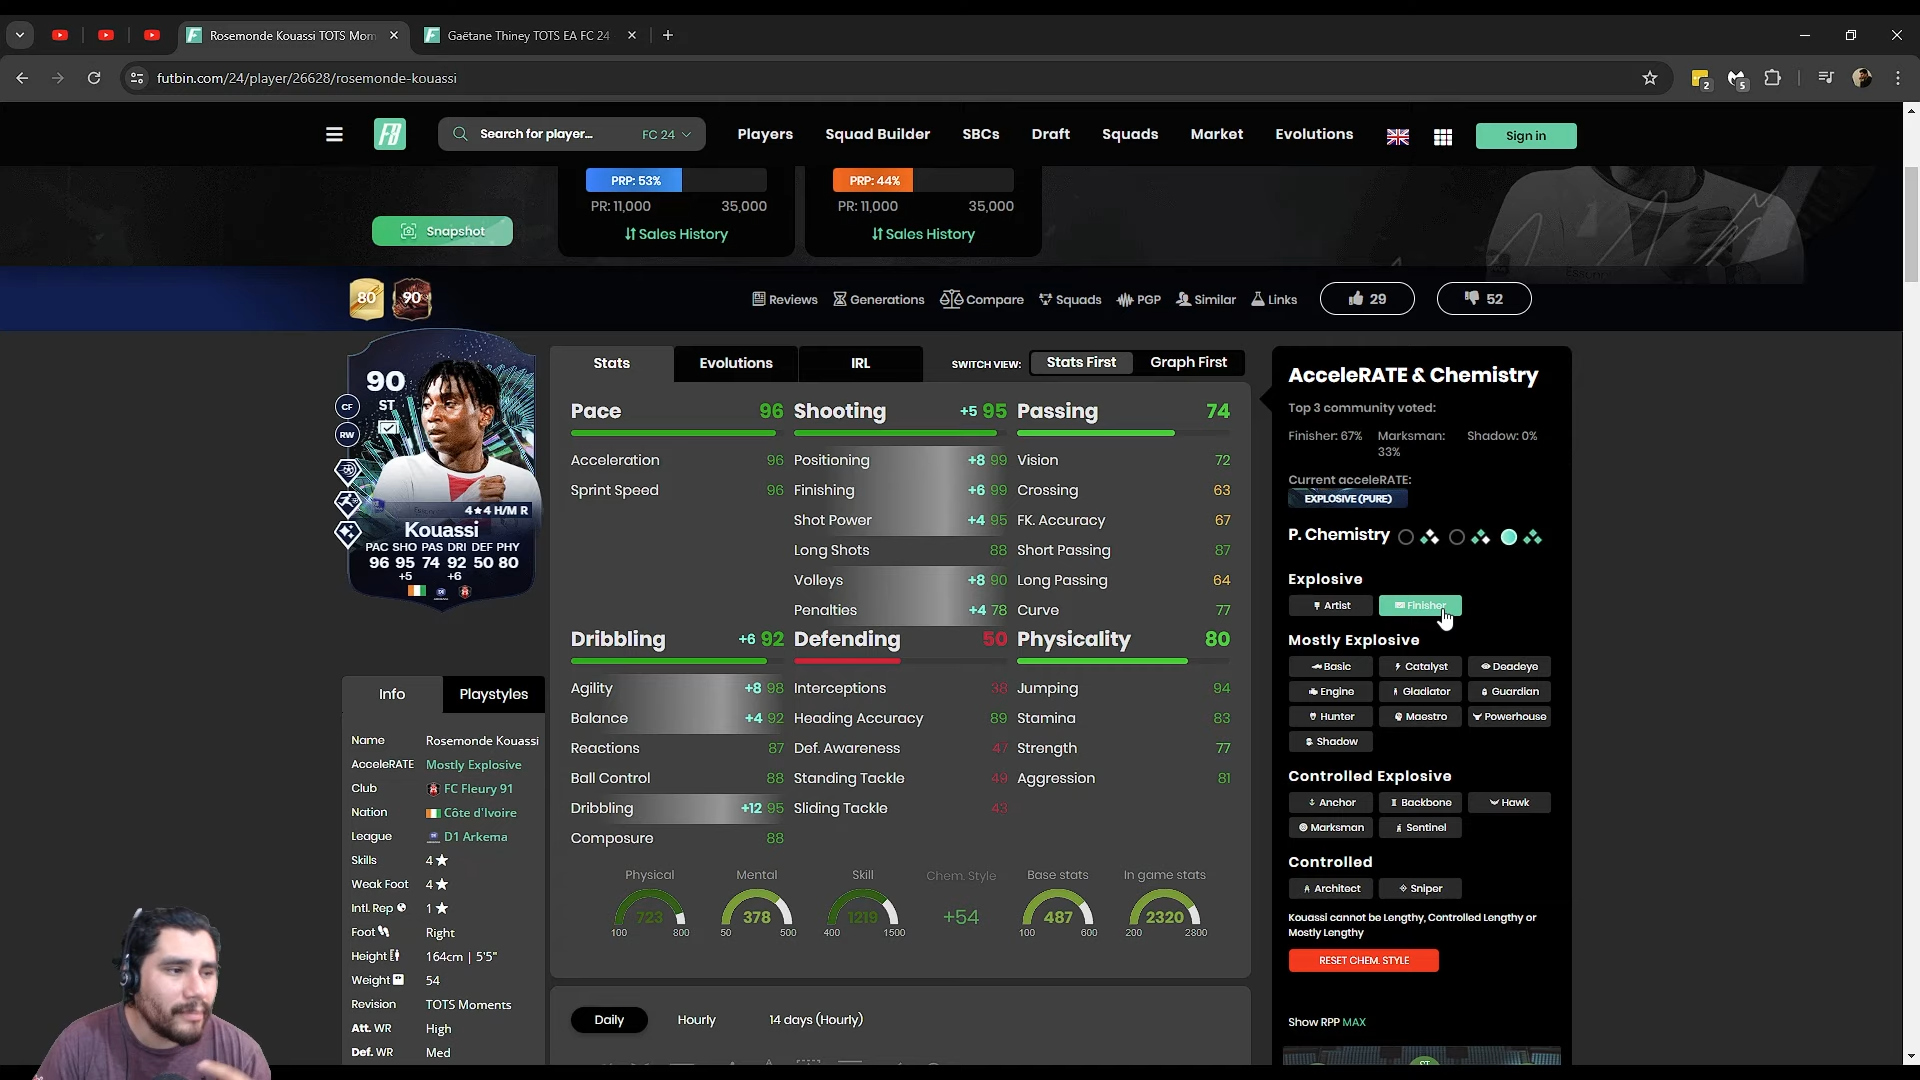 Rosemonde Kouassi TOTS Mom
Gaëtane Thiney TOTS EA FC 24
futbin.com/24/player/26628/rosemonde-kouassi
2
5
FB
Search for player...
FC 24
Players
Squad Builder
SBCs
Draft
Squads
Market
Evolutions
Sign in
PRP: 53%
PR: 11,000 35,000
Sales History
PRP: 44%
PR: 11,000 35,000
Sales History
Snapshot
80
90
Reviews
Generations
Compare
Squads
PGP
Similar
Links
29
52
90
ST
CF
RW
4★4 H/M R
Kouassi
PAC SHO PAS DRI DEF PHY
96 95 74 92 50 80
+5 +6
Stats
Evolutions
IRL
SWITCH VIEW:
Stats First
Graph First
Pace 96
Acceleration 96
Sprint Speed 96
Shooting +5 95
Positioning +8 99
Finishing +6 99
Shot Power +4 95
Long Shots 88
Volleys +8 90
Penalties +4 78
Passing 74
Vision 72
Crossing 63
FK. Accuracy 67
Short Passing 87
Long Passing 64
Curve 77
Dribbling +6 92
Agility +8 98
Balance +4 92
Reactions 87
Ball Control 88
Dribbling +12 95
Composure 88
Defending 50
Interceptions 38
Heading Accuracy 89
Def. Awareness 47
Standing Tackle 49
Sliding Tackle 43
Physicality 80
Jumping 94
Stamina 83
Strength 77
Aggression 81
Physical
723
100 800
Mental
378
50 500
Skill
1219
400 1500
Chem. Style
+54
Base stats
487
100 600
In game stats
2320
200 2800
Daily
Hourly
14 days (Hourly)
Info
Playstyles
Name Rosemonde Kouassi
AcceleRATE Mostly Explosive
Club FC Fleury 91
Nation Côte d'Ivoire
League D1 Arkema
Skills 4★
Weak Foot 4★
Intl. Rep 1★
Foot Right
Height 164cm | 5'5"
Weight 54
Revision TOTS Moments
Att. WR High
Def. WR Med
AcceleRATE & Chemistry
Top 3 community voted:
Finisher: 67% Marksman: 33% Shadow: 0%
Current acceleRATE:
EXPLOSIVE (PURE)
P. Chemistry
Explosive
Artist
Finisher
Mostly Explosive
Basic
Catalyst
Deadeye
Engine
Gladiator
Guardian
Hunter
Maestro
Powerhouse
Shadow
Controlled Explosive
Anchor
Backbone
Hawk
Marksman
Sentinel
Controlled
Architect
Sniper
Kouassi cannot be Lengthy, Controlled Lengthy or
Mostly Lengthy
RESET CHEM. STYLE
Show RPP MAX
ST